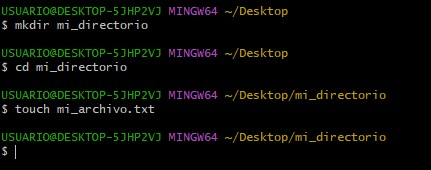 USUARIO@DESKTOP-5JHP2VJ MINGW64 ~/Desktop
$ mkdir mi_directorio
USUARIO@DESKTOP-5JHP2VJ MINGW64 ~/Desktop
$ cd mi_directorio
USUARIO@DESKTOP-5JHP2VJ MINGW64 ~/Desktop/mi_directorio
$ touch mi_archivo.txt
USUARIO@DESKTOP-5JHP2VJ MINGW64 ~/Desktop/mi_directorio
$